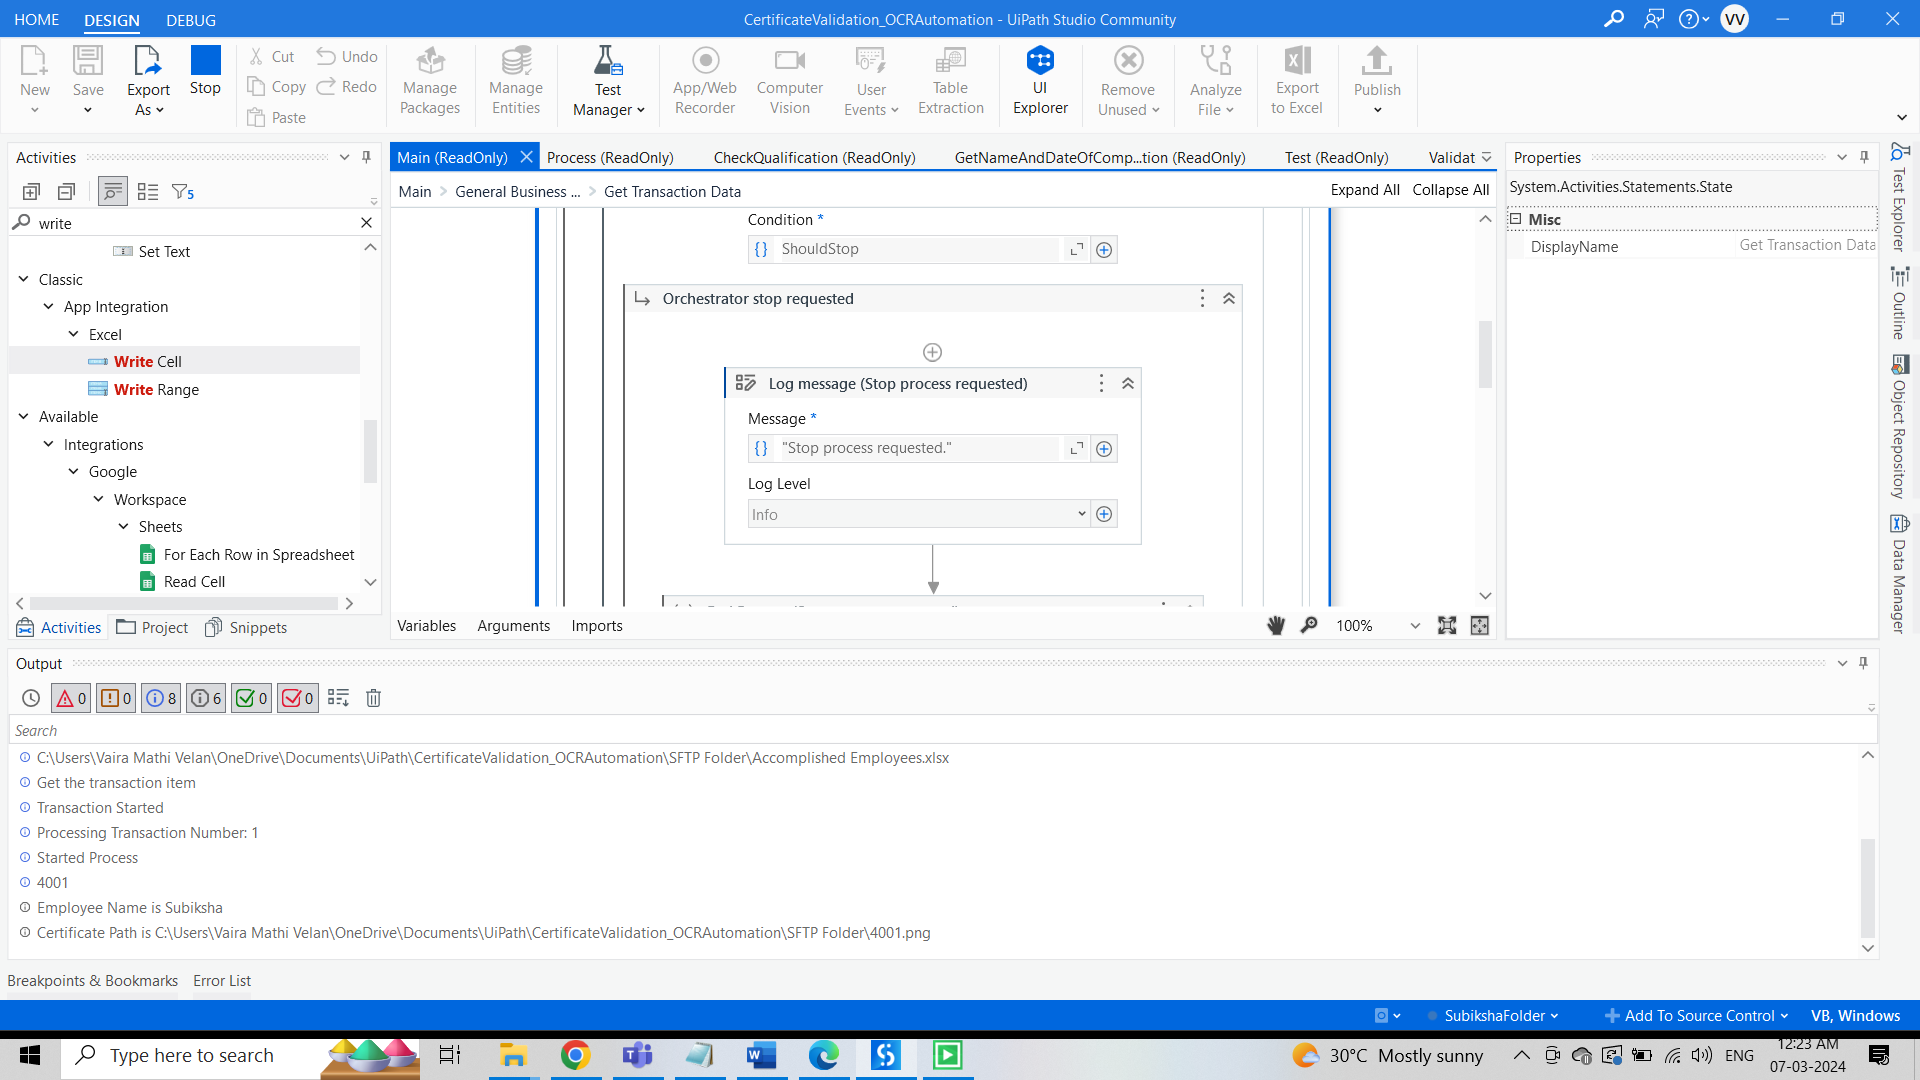 HOME DESIGN DEBUG
CertificateValidation_OCRAutomation - UiPath Studio Community
VV
New
Save
Export As
Stop
Cut
Copy
Paste
Undo
Redo
Manage Packages
Manage Entities
Test Manager
App/Web Recorder
Computer Vision
User Events
Table Extraction
UI Explorer
Remove Unused
Analyze File
Export to Excel
Publish
Activities
5
write
Set Text
Classic
App Integration
Excel
Write Cell
Write Range
Available
Integrations
Google
Workspace
Sheets
For Each Row in Spreadsheet
Read Cell
Activities Project Snippets
Main (ReadOnly) Process (ReadOnly) CheckQualification (ReadOnly) GetNameAndDateOfComp...tion (ReadOnly) Test (ReadOnly) Validat
Main > General Business ... > Get Transaction Data
Expand All Collapse All
Condition *
{} ShouldStop
Orchestrator stop requested
Log message (Stop process requested)
Message *
{} "Stop process requested."
Log Level
Info
Variables Arguments Imports
100%
Properties
System.Activities.Statements.State
Misc
DisplayName Get Transaction Data
Test Explorer
Outline
Object Repository
Data Manager
Output
0 0 8 6 0 0
Search
C:\Users\Vaira Mathi Velan\OneDrive\Documents\UiPath\CertificateValidation_OCRAutomation\SFTP Folder\Accomplished Employees.xlsx
Get the transaction item
Transaction Started
Processing Transaction Number: 1
Started Process
4001
Employee Name is Subiksha
Certificate Path is C:\Users\Vaira Mathi Velan\OneDrive\Documents\UiPath\CertificateValidation_OCRAutomation\SFTP Folder\4001.png
Breakpoints & Bookmarks Error List
SubikshaFolder Add To Source Control VB, Windows
Type here to search
30°C Mostly sunny
ENG
12:23 AM
07-03-2024